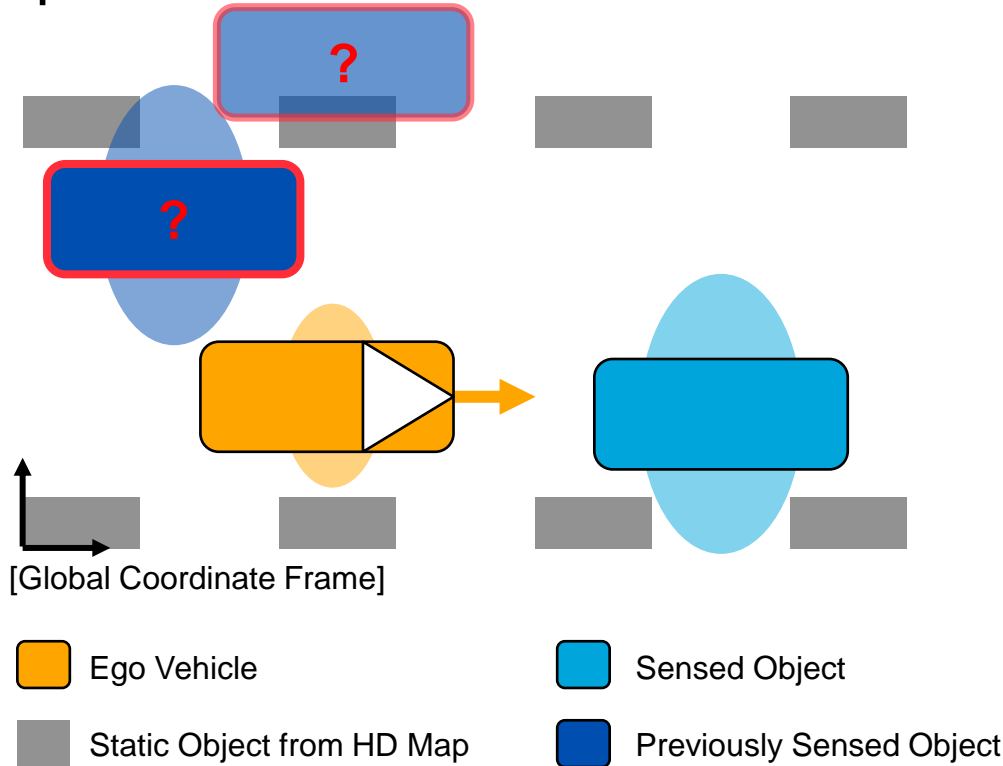 ?
?
[Global Coordinate Frame]
Ego Vehicle
Sensed Object
Static Object from HD Map
Previously Sensed Object